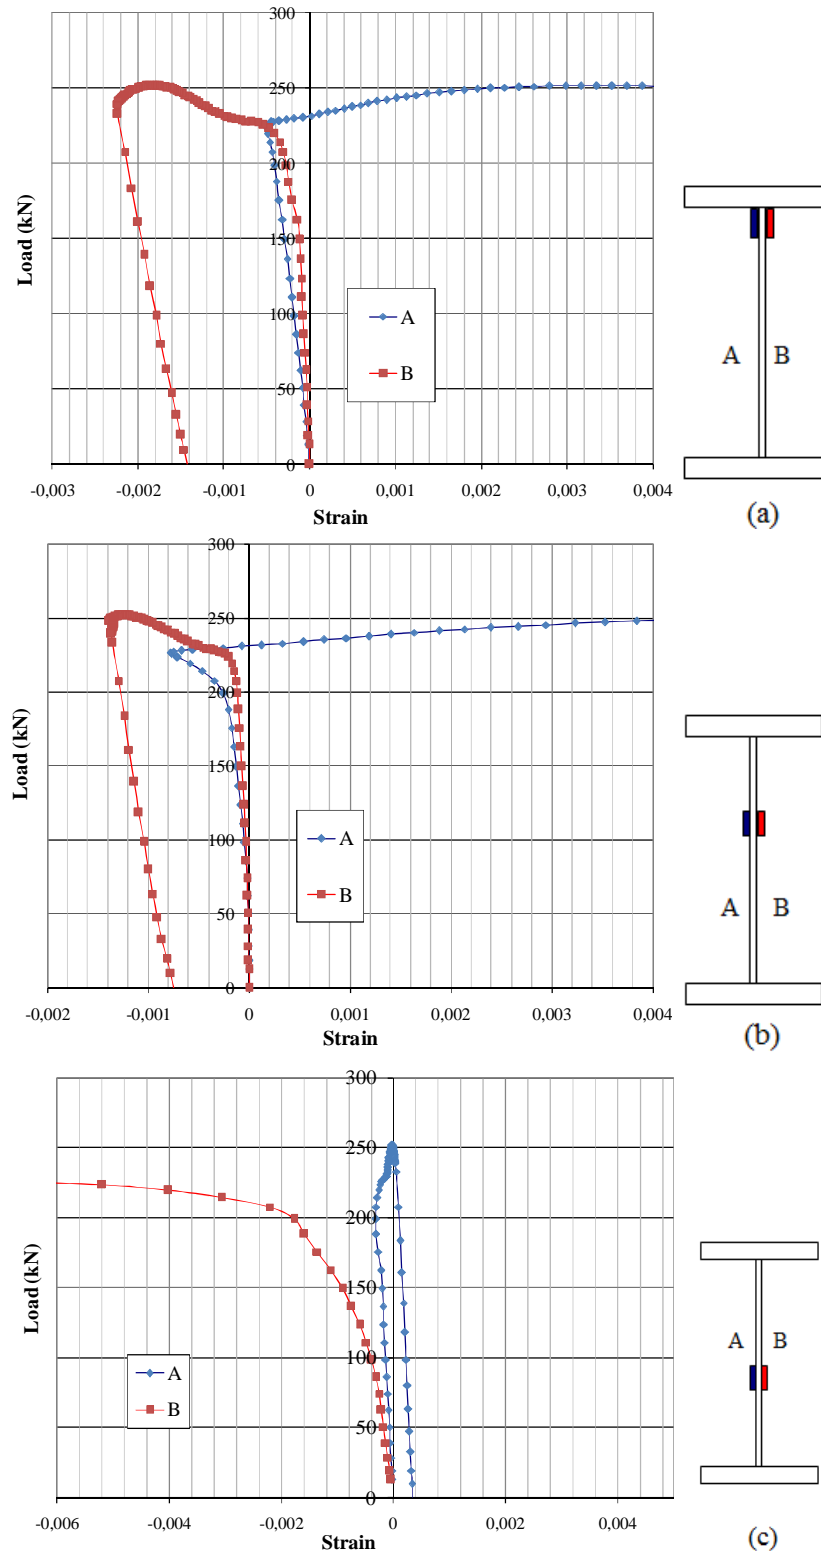 300
250
200
150
100
50
0
-0,003 -0,002 -0,001 0 0,001 0,002 0,003 0,004
Load (kN)
Strain
A
B
A B
(a)
300
250
200
150
100
50
0
-0,002 -0,001 0 0,001 0,002 0,003 0,004
Load (kN)
Strain
A
B
A B
(b)
300
250
200
150
100
50
0
-0,006 -0,004 -0,002 0 0,002 0,004
Load (kN)
Strain
A
B
A B
(c)